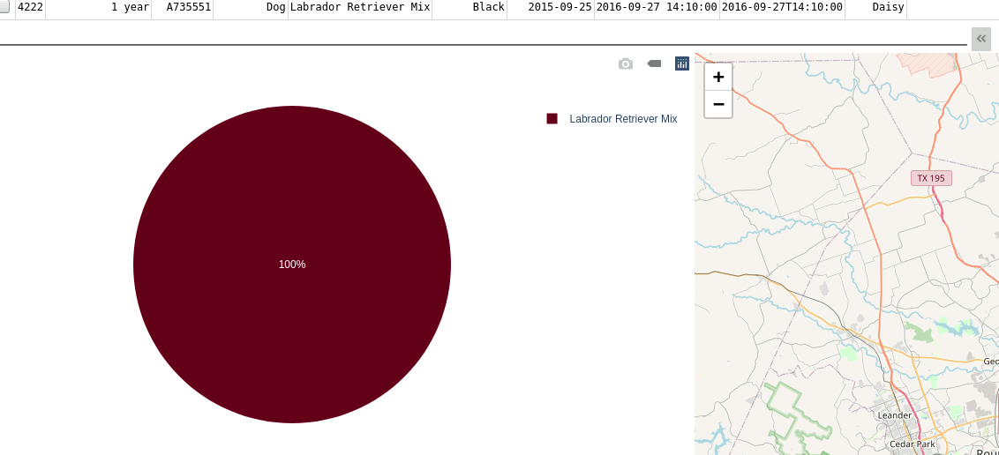 4222 1 year A735551 Dog Labrador Retriever Mix Black 2015-09-25 2016-09-27 14:10:00 2016-09-27T14:10:00 Daisy
«
+
−
Labrador Retriever Mix
TX 195
100%
Geo
Leander
Cedar Park
Rou